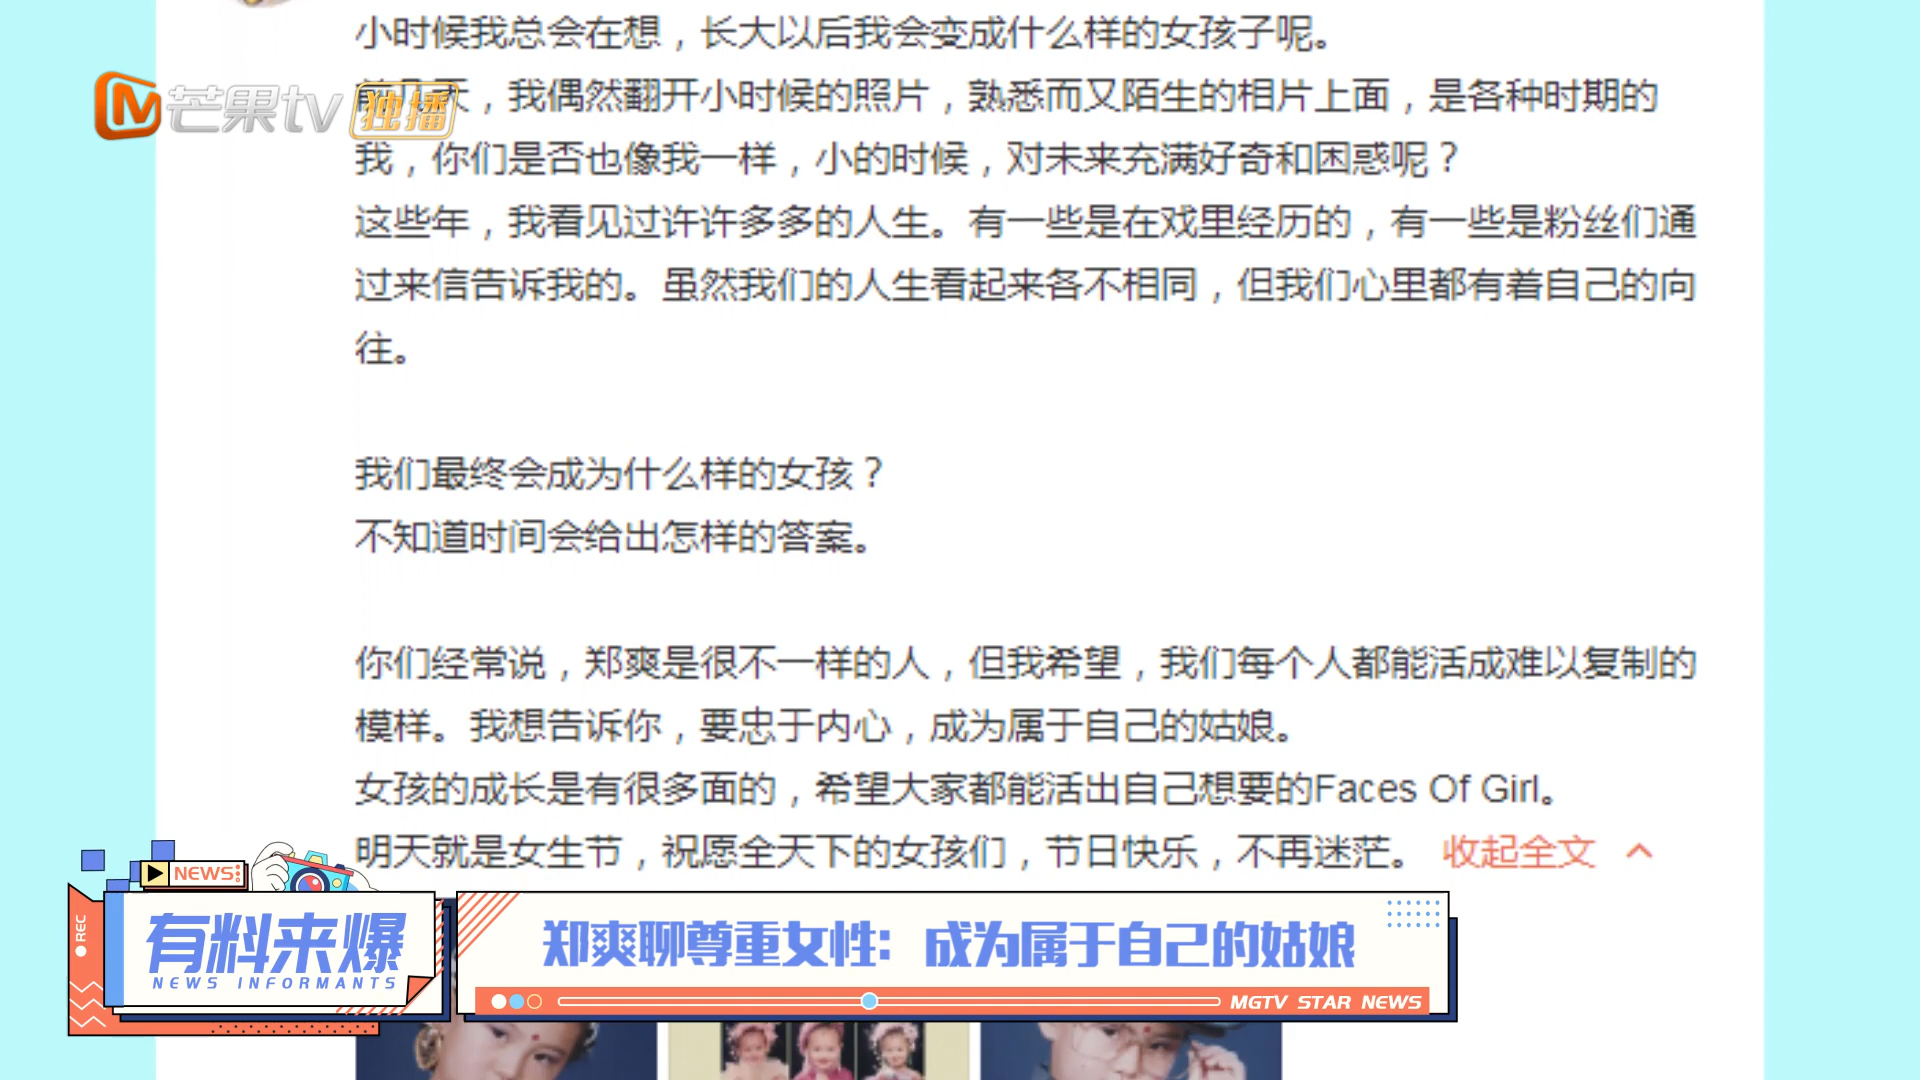 小时候我总会在想，长大以后我会变成什么样的女孩子呢。
天，我偶然翻开小时候的照片，熟悉而又陌生的相片上面，是各种时期的
芒果tv 独播
我，你们是否也像我一样，小的时候，对未来充满好奇和困惑呢？
这些年，我看见过许许多多的人生。有一些是在戏里经历的，有一些是粉丝们通
过来信告诉我的。虽然我们的人生看起来各不相同，但我们心里都有着自己的向
往。
我们最终会成为什么样的女孩？
不知道时间会给出怎样的答案。
你们经常说，郑爽是很不一样的人，但我希望，我们每个人都能活成难以复制的
模样。我想告诉你，要忠于内心，成为属于自己的姑娘。
女孩的成长是有很多面的，希望大家都能活出自己想要的Faces Of Girl。
明天就是女生节，祝愿全天下的女孩们，节日快乐，不再迷茫。 收起全文
NEWS
REC
有料来爆
NEWS INFORMANTS
郑爽聊尊重女性：成为属于自己的姑娘
MGTV STAR NEWS